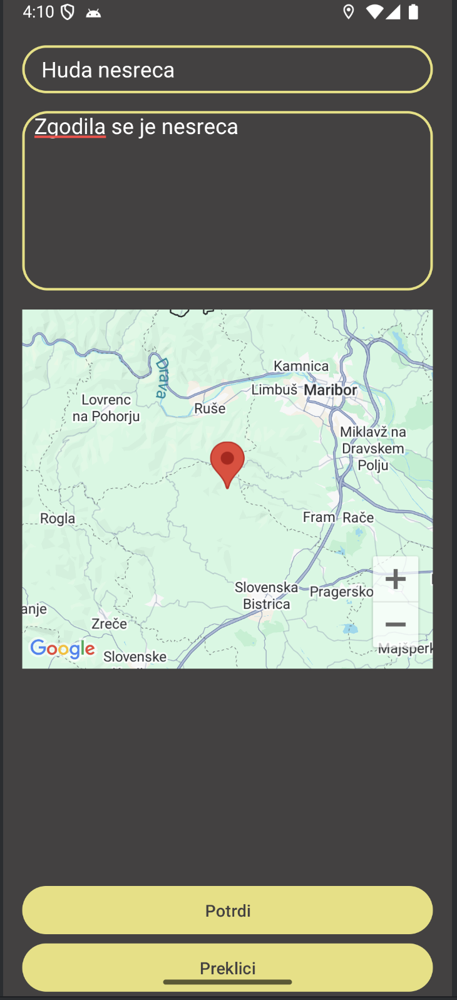 4:10
Huda nesreca
Zgodila se je nesreca
Drava
Kamnica
Limbuš
Maribor
Lovrenc
na Pohorju
Ruše
Miklavž na
Dravskem
Polju
Rogla
Fram
Rače
Slovenska
Bistrica
Pragersko
anje
Zreče
+
−
Google
Slovenske
Majšperk
Potrdi
Preklici